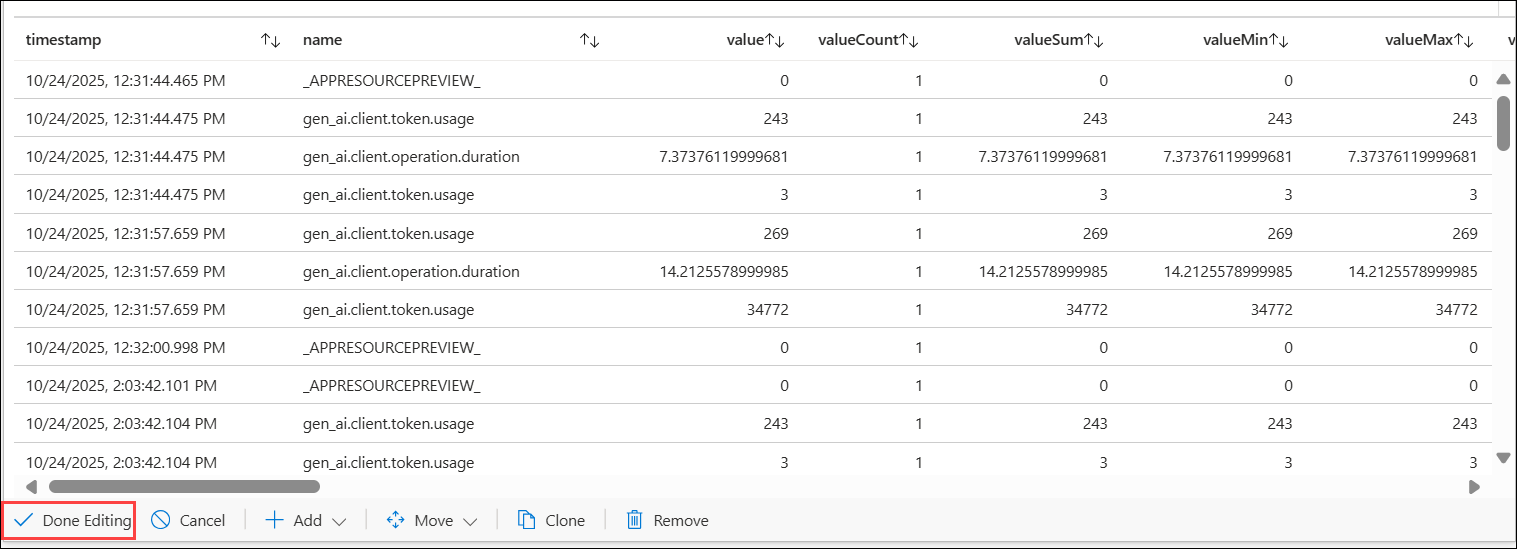 timestamp name value valueCount valueSum valueMin valueMax v
10/24/2025, 12:31:44.465 PM _APPRESOURCEPREVIEW_ 0 1 0 0 0
10/24/2025, 12:31:44.475 PM gen_ai.client.token.usage 243 1 243 243 243
10/24/2025, 12:31:44.475 PM gen_ai.client.operation.duration 7.37376119999681 1 7.37376119999681 7.37376119999681 7.37376119999681
10/24/2025, 12:31:44.475 PM gen_ai.client.token.usage 3 1 3 3 3
10/24/2025, 12:31:57.659 PM gen_ai.client.token.usage 269 1 269 269 269
10/24/2025, 12:31:57.659 PM gen_ai.client.operation.duration 14.2125578999985 1 14.2125578999985 14.2125578999985 14.2125578999985
10/24/2025, 12:31:57.659 PM gen_ai.client.token.usage 34772 1 34772 34772 34772
10/24/2025, 12:32:00.998 PM _APPRESOURCEPREVIEW_ 0 1 0 0 0
10/24/2025, 2:03:42.101 PM _APPRESOURCEPREVIEW_ 0 1 0 0 0
10/24/2025, 2:03:42.104 PM gen_ai.client.token.usage 243 1 243 243 243
10/24/2025, 2:03:42.104 PM gen_ai.client.token.usage 3 1 3 3 3
Done Editing Cancel Add Move Clone Remove